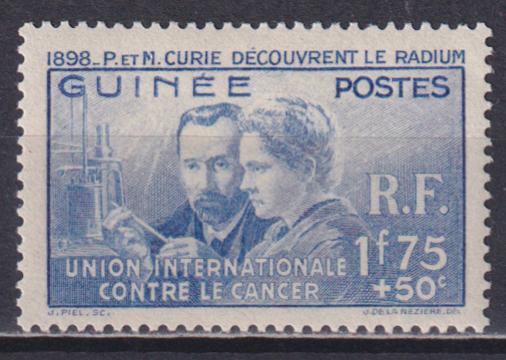 1898_P. ET M. CURIE DÉCOUVRENT LE RADIUM
GUINÉE POSTES
R.F.
1f75
+50c
UNION INTERNATIONALE
CONTRE LE CANCER
J. PIEL. SC. J. DE LA NEZIERE. DEL